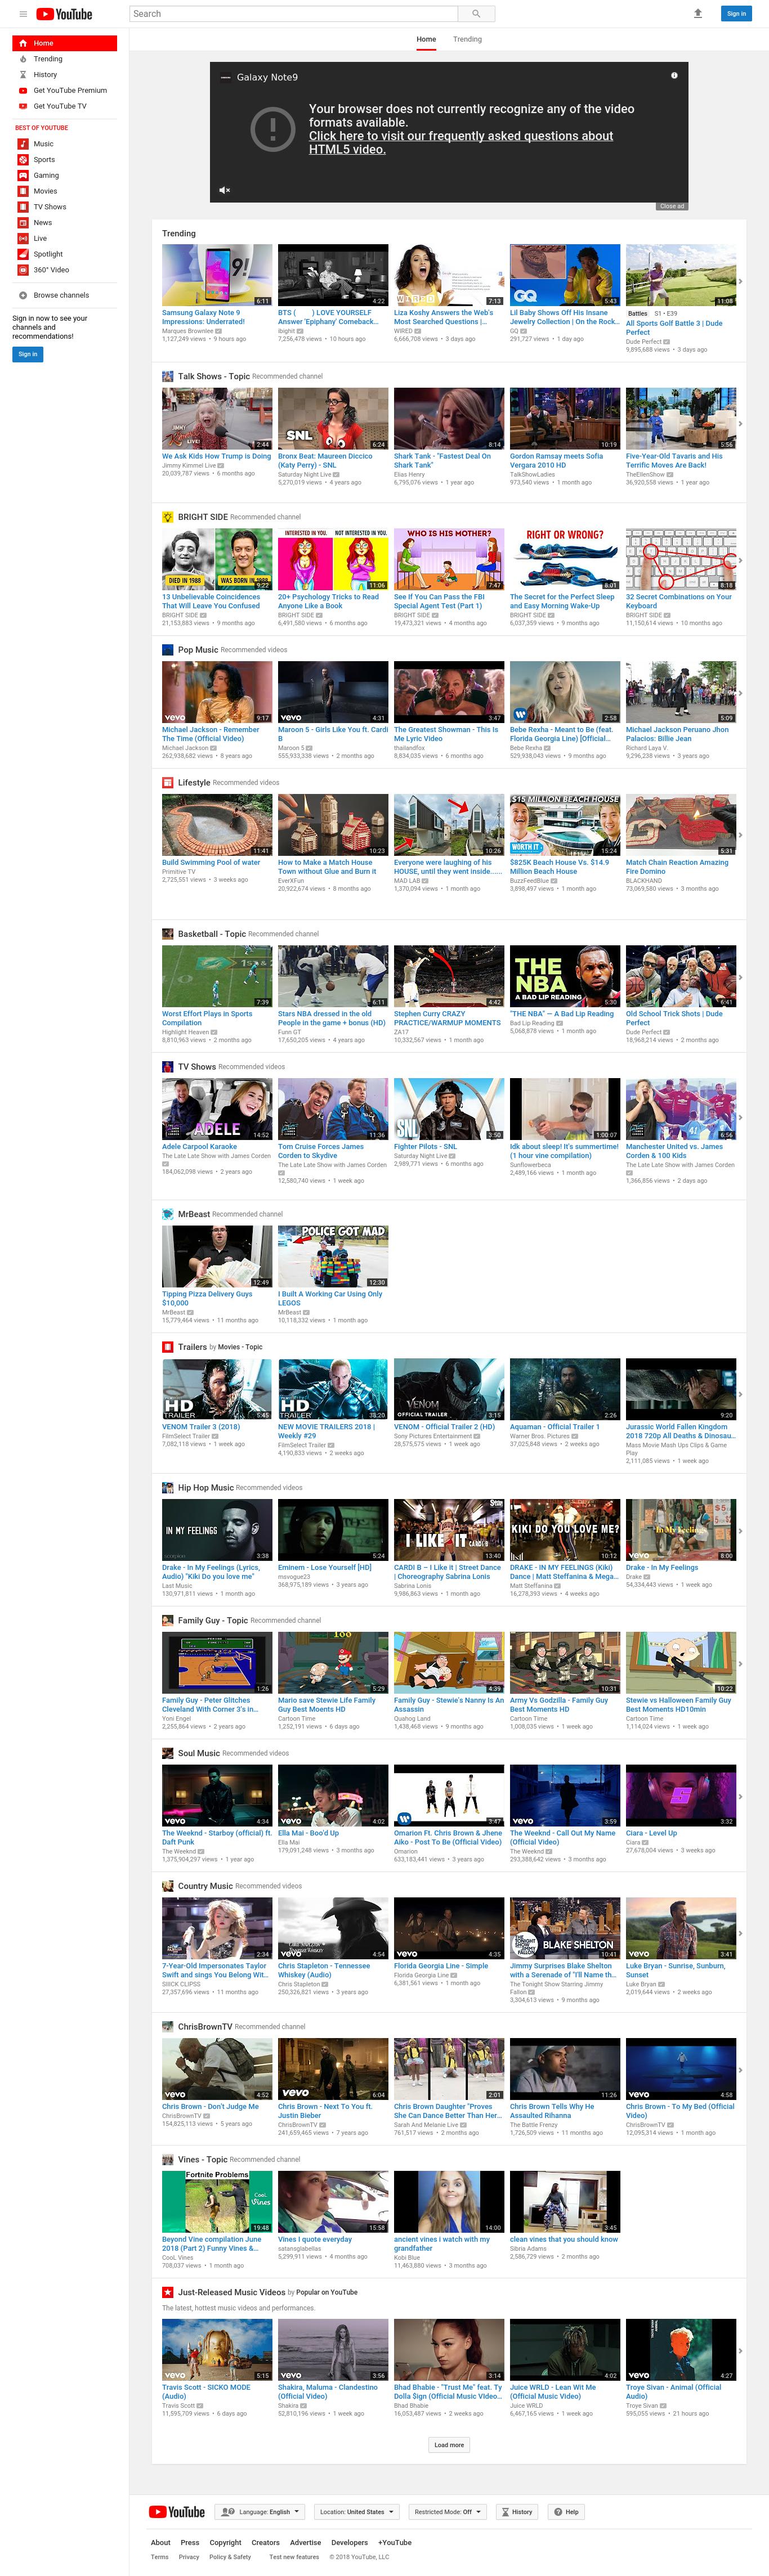 YouTube
Search
Sign in
Home
Trending
History
Get YouTube Premium
Get YouTube TV
BEST OF YOUTUBE
Music
Sports
Gaming
Movies
TV Shows
News
Live
Spotlight
360° Video
Browse channels
Sign in now to see your
channels and
recommendations!
Sign in
Home Trending
Galaxy Note9
Your browser does not currently recognize any of the video
formats available.
Click here to visit our frequently asked questions about
HTML5 video.
Close ad
Trending
Samsung Galaxy Note 9
Impressions: Underrated!
Marques Brownlee
1,127,249 views • 9 hours ago
BTS ( ) LOVE YOURSELF
Answer 'Epiphany' Comeback...
ibighit
7,256,478 views • 10 hours ago
Liza Koshy Answers the Web's
Most Searched Questions |...
WIRED
6,666,708 views • 3 days ago
Lil Baby Shows Off His Insane
Jewelry Collection | On the Rock...
GQ
291,727 views • 1 day ago
Battles S1 • E39
All Sports Golf Battle 3 | Dude
Perfect
Dude Perfect
9,895,688 views • 3 days ago
Talk Shows - Topic Recommended channel
We Ask Kids How Trump is Doing
Jimmy Kimmel Live
20,039,787 views • 6 months ago
Bronx Beat: Maureen Diccico
(Katy Perry) - SNL
Saturday Night Live
5,270,019 views • 4 years ago
Shark Tank - "Fastest Deal On
Shark Tank"
Elias Henry
6,795,076 views • 1 year ago
Gordon Ramsay meets Sofia
Vergara 2010 HD
TalkShowLadies
973,540 views • 1 month ago
Five-Year-Old Tavaris and His
Terrific Moves Are Back!
TheEllenShow
36,920,558 views • 1 year ago
BRIGHT SIDE Recommended channel
13 Unbelievable Coincidences
That Will Leave You Confused
BRIGHT SIDE
21,153,883 views • 9 months ago
20+ Psychology Tricks to Read
Anyone Like a Book
BRIGHT SIDE
6,491,580 views • 6 months ago
See If You Can Pass the FBI
Special Agent Test (Part 1)
BRIGHT SIDE
19,473,321 views • 4 months ago
The Secret for the Perfect Sleep
and Easy Morning Wake-Up
BRIGHT SIDE
6,037,359 views • 9 months ago
32 Secret Combinations on Your
Keyboard
BRIGHT SIDE
11,150,614 views • 10 months ago
Pop Music Recommended videos
Michael Jackson - Remember
The Time (Official Video)
Michael Jackson
262,938,682 views • 8 years ago
Maroon 5 - Girls Like You ft. Cardi
B
Maroon 5
555,933,338 views • 2 months ago
The Greatest Showman - This is
Me Lyric Video
thailandfox
8,834,035 views • 6 months ago
Bebe Rexha - Meant to Be (feat.
Florida Georgia Line) [Official...
Bebe Rexha
529,938,043 views • 9 months ago
Michael Jackson Peruano Jhon
Palacios: Billie Jean
Richard Laya V.
9,296,238 views • 3 years ago
Lifestyle Recommended videos
Build Swimming Pool of water
Primitive TV
2,725,551 views • 3 weeks ago
How to Make a Match House
Town without Glue and Burn it
EverXFun
20,922,674 views • 8 months ago
Everyone were laughing of his
HOUSE, until they went inside......
MAD LAB
1,370,094 views • 1 month ago
$825K Beach House Vs. $14.9
Million Beach House
BuzzFeedBlue
3,898,497 views • 1 month ago
Match Chain Reaction Amazing
Fire Domino
BLACKHAND
73,069,580 views • 3 months ago
Basketball - Topic Recommended channel
Worst Effort Plays in Sports
Compilation
Highlight Heaven
8,810,963 views • 2 months ago
Stars NBA dressed in the old
People in the game + bonus (HD)
Funn GT
17,650,205 views • 4 years ago
Stephen Curry CRAZY
PRACTICE/WARMUP MOMENTS
ZA17
10,332,567 views • 1 month ago
"THE NBA" — A Bad Lip Reading
Bad Lip Reading
5,068,878 views • 1 month ago
Old School Trick Shots | Dude
Perfect
Dude Perfect
18,968,214 views • 2 months ago
TV Shows Recommended videos
Adele Carpool Karaoke
The Late Late Show with James Corden
184,062,098 views • 2 years ago
Tom Cruise Forces James
Corden to Skydive
The Late Late Show with James Corden
12,580,740 views • 1 week ago
Fighter Pilots - SNL
Saturday Night Live
2,989,771 views • 6 months ago
Idk about sleep! It's summertime!
(1 hour vine compilation)
Sunflowerbeca
2,489,166 views • 1 month ago
Manchester United vs. James
Corden & 100 Kids
The Late Late Show with James Corden
1,366,856 views • 2 days ago
MrBeast Recommended channel
Tipping Pizza Delivery Guys
$10,000
MrBeast
15,779,464 views • 11 months ago
I Built A Working Car Using Only
LEGOS
MrBeast
10,118,332 views • 1 month ago
Trailers by Movies - Topic
VENOM Trailer 3 (2018)
FilmSelect Trailer
7,082,118 views • 1 week ago
NEW MOVIE TRAILERS 2018 |
Weekly #29
FilmSelect Trailer
4,190,833 views • 2 weeks ago
VENOM - Official Trailer 2 (HD)
Sony Pictures Entertainment
28,575,575 views • 1 week ago
Aquaman - Official Trailer 1
Warner Bros. Pictures
37,025,848 views • 2 weeks ago
Jurassic World Fallen Kingdom
2018 720p All Deaths & Dinosau...
Mass Movie Mash Ups Clips & Game
Play
2,111,085 views • 1 week ago
Hip Hop Music Recommended videos
Drake - In My Feelings (Lyrics,
Audio) "Kiki Do you love me"
Last Music
130,971,811 views • 1 month ago
Eminem - Lose Yourself [HD]
msvogue23
368,975,189 views • 3 years ago
CARDI B – I Like it | Street Dance
| Choreography Sabrina Lonis
Sabrina Lonis
9,986,863 views • 1 month ago
DRAKE - IN MY FEELINGS (Kiki)
Dance | Matt Steffanina & Mega...
Matt Steffanina
16,278,393 views • 4 weeks ago
Drake - In My Feelings
Drake
54,334,443 views • 1 week ago
Family Guy - Topic Recommended channel
Family Guy - Peter Glitches
Cleveland With Corner 3's in...
Yoni Engel
2,255,864 views • 2 years ago
Mario save Stewie Life Family
Guy Best Moents HD
Cartoon Time
1,252,191 views • 6 days ago
Family Guy - Stewie's Nanny Is An
Assassin
Quahog Land
1,438,468 views • 9 months ago
Army Vs Godzilla - Family Guy
Best Moments HD
Cartoon Time
1,008,035 views • 1 week ago
Stewie vs Halloween Family Guy
Best Moments HD10min
Cartoon Time
1,114,024 views • 1 week ago
Soul Music Recommended videos
The Weeknd - Starboy (official) ft.
Daft Punk
The Weeknd
1,375,904,297 views • 1 year ago
Ella Mai - Boo'd Up
Ella Mai
179,091,248 views • 3 months ago
Omarion Ft. Chris Brown & Jhene
Aiko - Post To Be (Official Video)
Omarion
633,183,441 views • 3 years ago
The Weeknd - Call Out My Name
(Official Video)
The Weeknd
293,388,642 views • 3 months ago
Ciara - Level Up
Ciara
27,678,004 views • 3 weeks ago
Country Music Recommended videos
7-Year-Old Impersonates Taylor
Swift and sings You Belong Wit...
SlIICK CLIPSS
27,357,696 views • 11 months ago
Chris Stapleton - Tennessee
Whiskey (Audio)
Chris Stapleton
250,326,821 views • 3 years ago
Florida Georgia Line - Simple
Florida Georgia Line
6,381,561 views • 1 month ago
Jimmy Surprises Blake Shelton
with a Serenade of "I'll Name th...
The Tonight Show Starring Jimmy
Fallon
3,304,613 views • 9 months ago
Luke Bryan - Sunrise, Sunburn,
Sunset
Luke Bryan
2,019,644 views • 2 weeks ago
ChrisBrownTV Recommended channel
Chris Brown - Don't Judge Me
ChrisBrownTV
154,825,113 views • 5 years ago
Chris Brown - Next To You ft.
Justin Bieber
ChrisBrownTV
241,659,465 views • 7 years ago
Chris Brown Daughter "Proves
She Can Dance Better Than Her...
Sarah And Melanie Live
761,517 views • 2 months ago
Chris Brown Tells Why He
Assaulted Rihanna
The Battle Frenzy
1,726,509 views • 11 months ago
Chris Brown - To My Bed (Official
Video)
ChrisBrownTV
12,095,314 views • 1 month ago
Vines - Topic Recommended channel
Beyond Vine compilation June
2018 (Part 2) Funny Vines &...
CooL Vines
708,037 views • 1 month ago
Vines I quote everyday
satansglabellas
5,299,911 views • 4 months ago
ancient vines i watch with my
grandfather
Kobi Blue
11,463,880 views • 3 months ago
clean vines that you should know
Sibria Adams
2,586,729 views • 2 months ago
Just-Released Music Videos by Popular on YouTube
The latest, hottest music videos and performances.
Travis Scott - SICKO MODE
(Audio)
Travis Scott
11,595,709 views • 6 days ago
Shakira, Maluma - Clandestino
(Official Video)
Shakira
52,810,196 views • 1 week ago
Bhad Bhabie - "Trust Me" feat. Ty
Dolla $ign (Official Music Video...
Bhad Bhabie
16,053,487 views • 2 weeks ago
Juice WRLD - Lean Wit Me
(Official Music Video)
Juice WRLD
6,467,165 views • 1 week ago
Troye Sivan - Animal (Official
Audio)
Troye Sivan
595,055 views • 21 hours ago
Load more
YouTube Language: English Location: United States Restricted Mode: Off History Help
About Press Copyright Creators Advertise Developers +YouTube
Terms Privacy Policy & Safety Test new features © 2018 YouTube, LLC